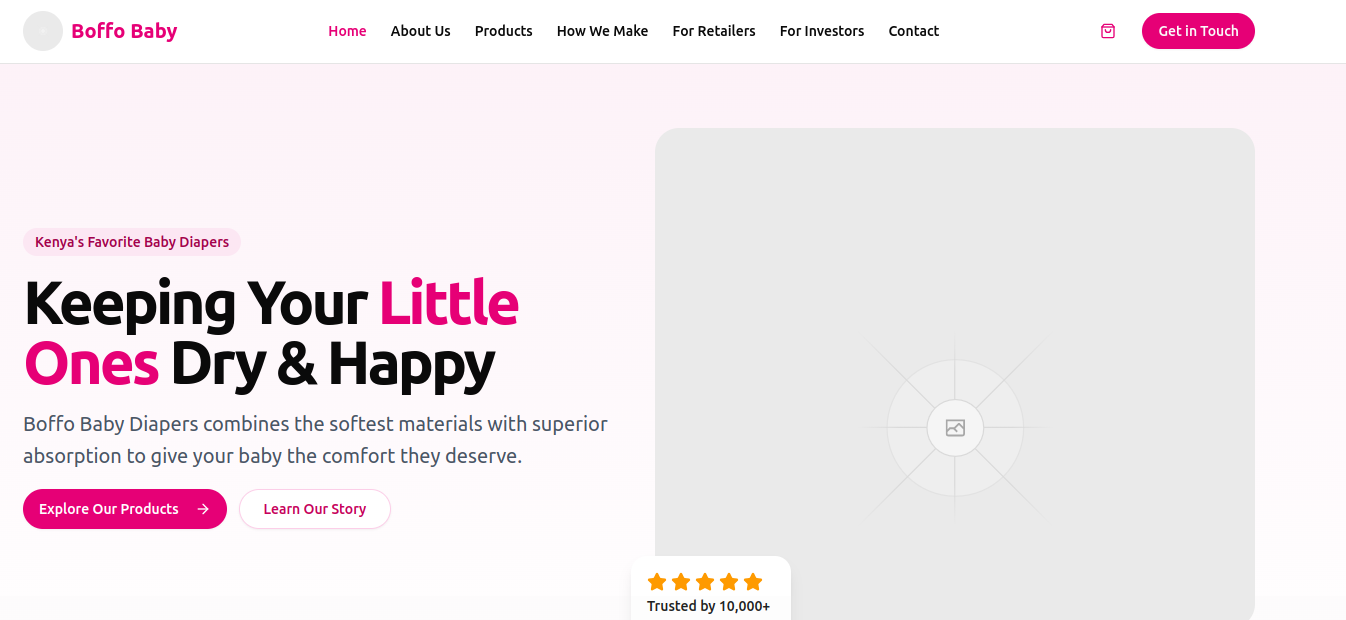 Boffo Baby
Home
About Us
Products
How We Make
For Retailers
For Investors
Contact
Get in Touch
Kenya's Favorite Baby Diapers
Keeping Your Little
Ones Dry & Happy
Boffo Baby Diapers combines the softest materials with superior
absorption to give your baby the comfort they deserve.
Explore Our Products
Learn Our Story
Trusted by 10,000+